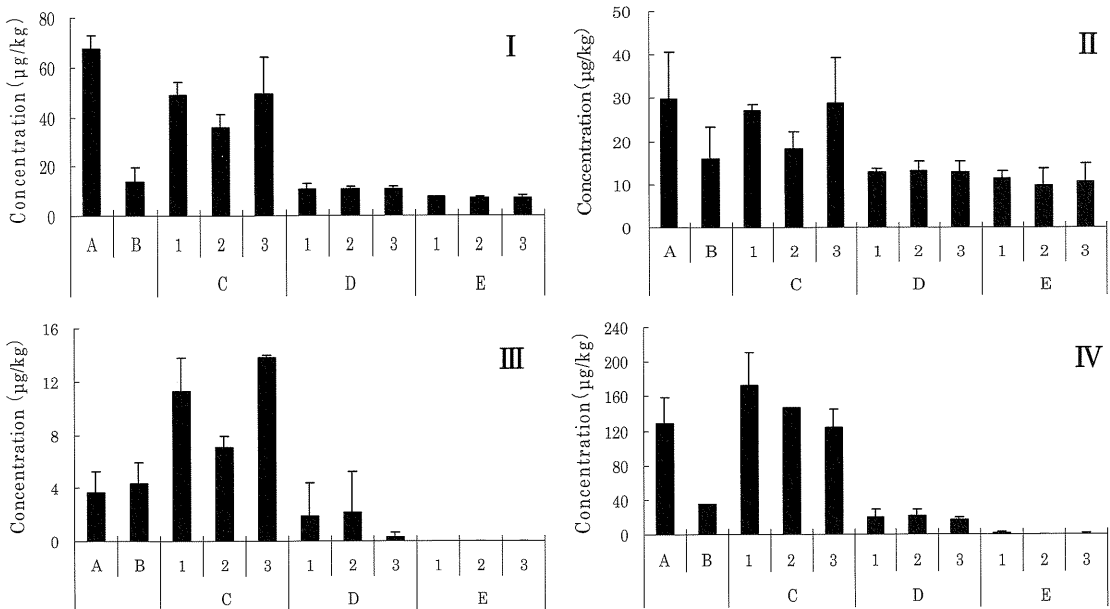 I
Concentration (μg/kg)
80
60
40
20
0
A B 1 2 3 1 2 3 1 2 3
C D E
II
Concentration (μg/kg)
50
40
30
20
10
0
A B 1 2 3 1 2 3 1 2 3
C D E
III
Concentration (μg/kg)
16
12
8
4
0
A B 1 2 3 1 2 3 1 2 3
C D E
IV
Concentration (μg/kg)
240
200
160
120
80
40
0
A B 1 2 3 1 2 3 1 2 3
C D E